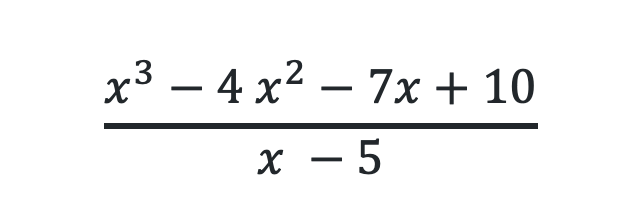 x³ − 4 x² − 7x + 10
x − 5